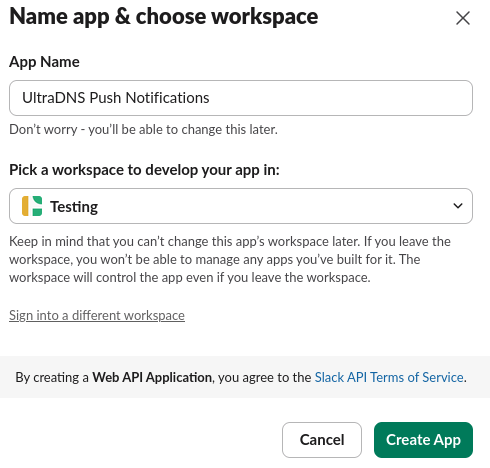 Name app & choose workspace
App Name
UltraDNS Push Notifications
Don’t worry - you’ll be able to change this later.
Pick a workspace to develop your app in:
Testing
Keep in mind that you can’t change this app’s workspace later. If you leave the
workspace, you won’t be able to manage any apps you’ve built for it. The
workspace will control the app even if you leave the workspace.
Sign into a different workspace
By creating a Web API Application, you agree to the Slack API Terms of Service.
Cancel
Create App